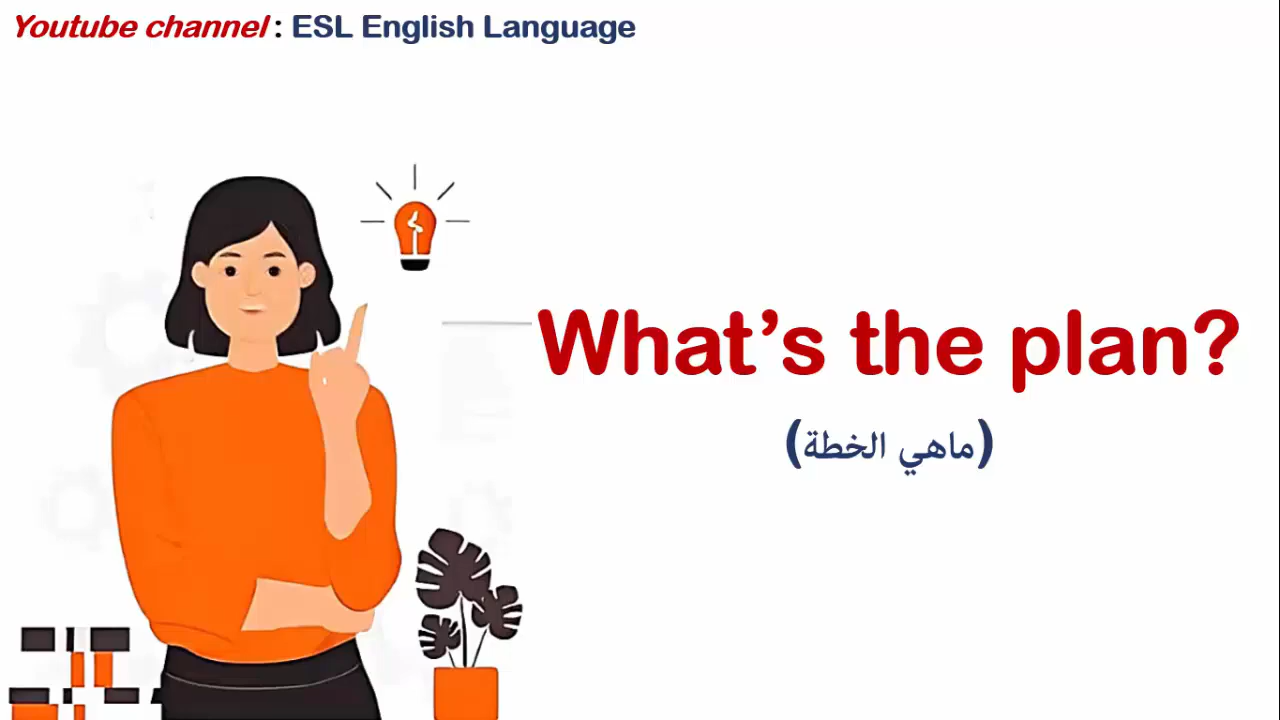 Youtube channel : ESL English Language
What’s the plan?
(ماهي الخطة)